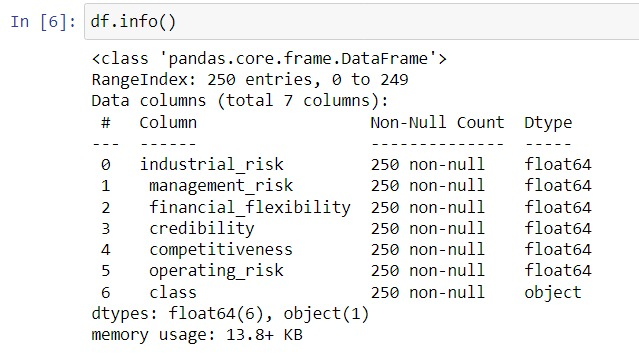 In [6]: df.info()
<class 'pandas.core.frame.DataFrame'>
RangeIndex: 250 entries, 0 to 249
Data columns (total 7 columns):
 #   Column                 Non-Null Count  Dtype
---  ------                 --------------  -----
 0   industrial_risk        250 non-null    float64
 1    management_risk       250 non-null    float64
 2    financial_flexibility 250 non-null    float64
 3    credibility           250 non-null    float64
 4    competitiveness       250 non-null    float64
 5    operating_risk        250 non-null    float64
 6    class                 250 non-null    object
dtypes: float64(6), object(1)
memory usage: 13.8+ KB